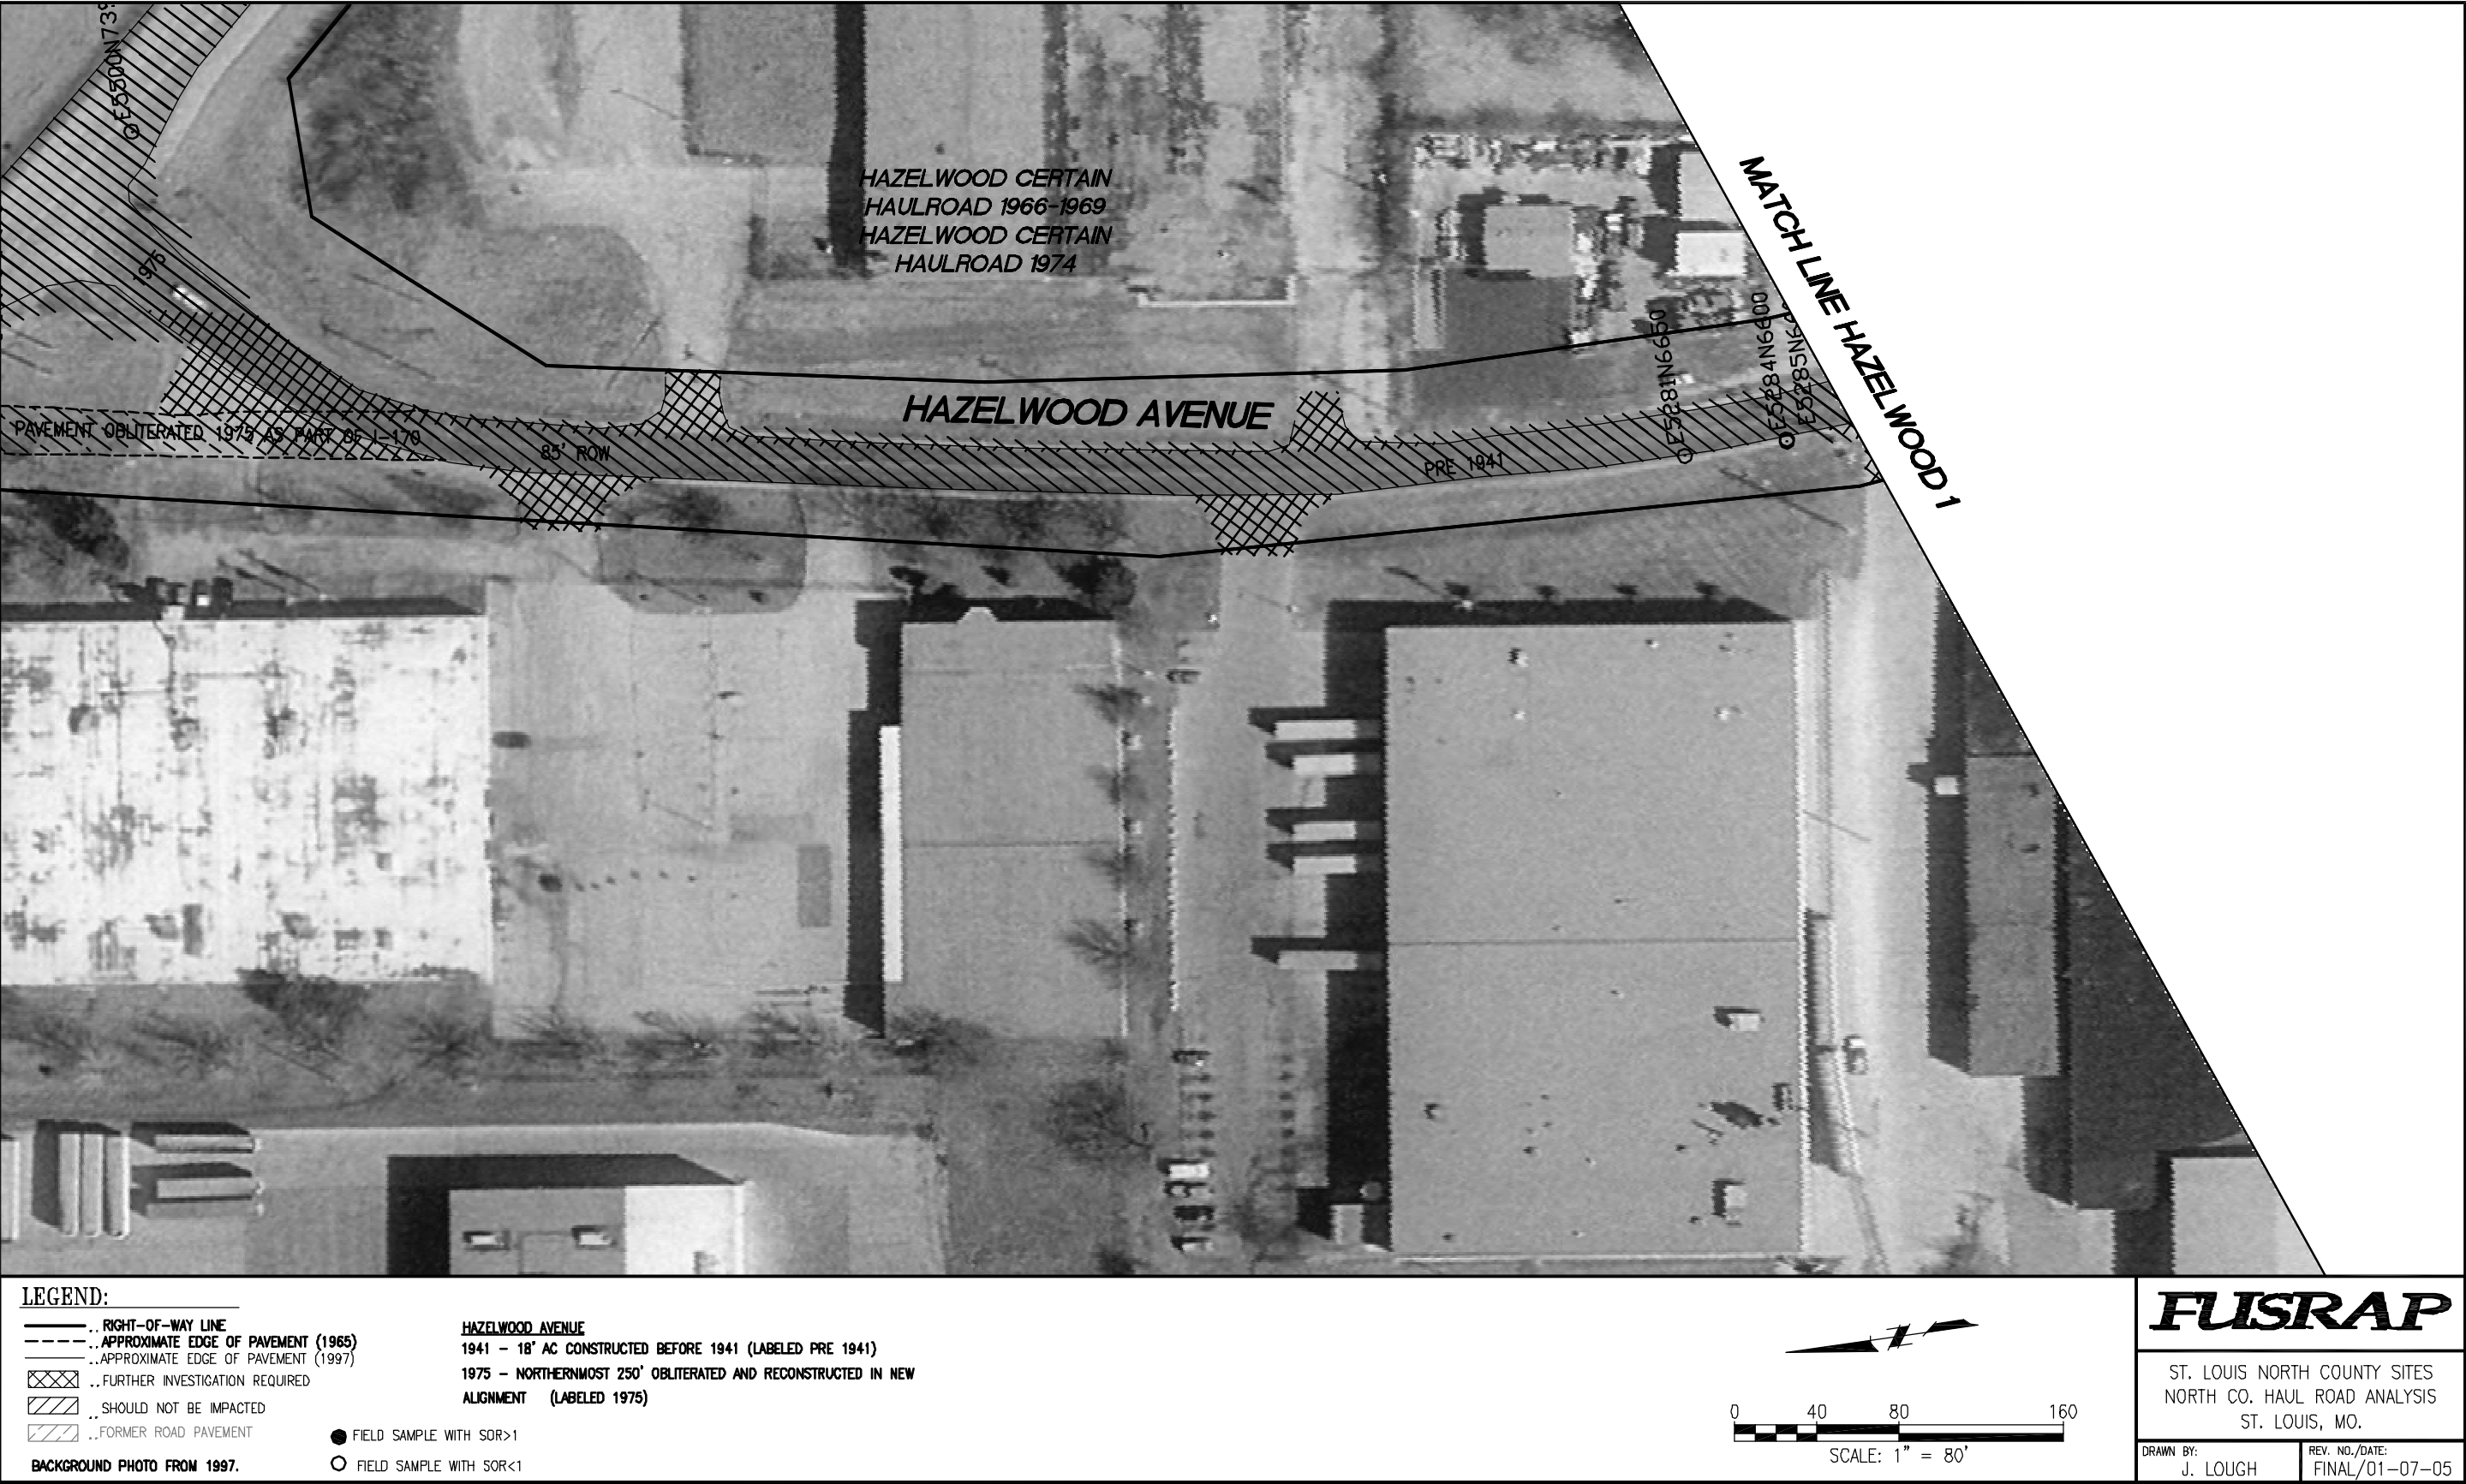 E5500N73
HAZELWOOD CERTAIN
HAULROAD 1966-1969
HAZELWOOD CERTAIN
HAULROAD 1974
MATCH LINE HAZELWOOD 1
1975
E5281N6650
E5284N6600
E5285N6
HAZELWOOD AVENUE
PAVEMENT OBLITERATED 1975 AS PART OF I-170
85' ROW
PRE 1941
LEGEND:
.. RIGHT-OF-WAY LINE
.. APPROXIMATE EDGE OF PAVEMENT (1965)
.. APPROXIMATE EDGE OF PAVEMENT (1997)
.. FURTHER INVESTIGATION REQUIRED
.. SHOULD NOT BE IMPACTED
.. FORMER ROAD PAVEMENT
BACKGROUND PHOTO FROM 1997.
FIELD SAMPLE WITH SOR>1
FIELD SAMPLE WITH SOR<1
HAZELWOOD AVENUE
1941 - 18' AC CONSTRUCTED BEFORE 1941 (LABELED PRE 1941)
1975 - NORTHERNMOST 250' OBLITERATED AND RECONSTRUCTED IN NEW
ALIGNMENT (LABELED 1975)
0 40 80 160
SCALE: 1" = 80'
FUSRAP
ST. LOUIS NORTH COUNTY SITES
NORTH CO. HAUL ROAD ANALYSIS
ST. LOUIS, MO.
DRAWN BY:
J. LOUGH
REV. NO./DATE:
FINAL/01-07-05